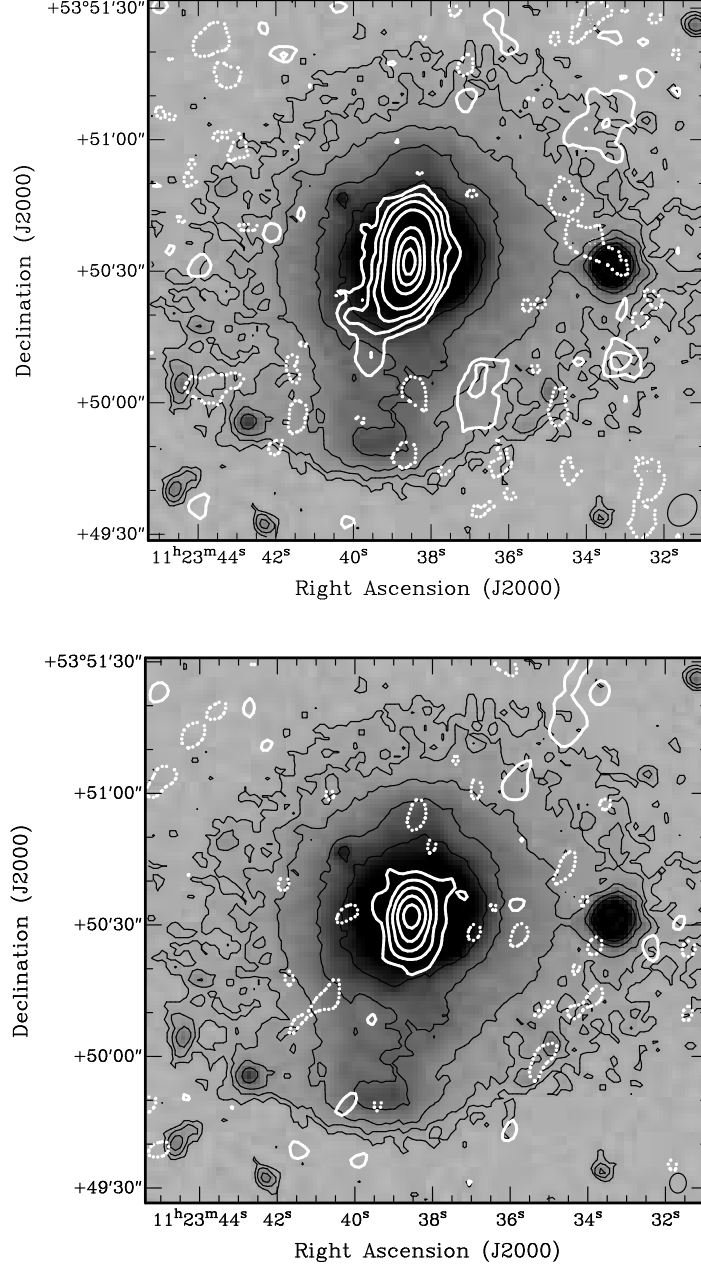 +53°51′30″
+51′00″
+50′30″
+50′00″
+49′30″
Declination (J2000)
11ʰ23ᵐ44ˢ 42ˢ 40ˢ 38ˢ 36ˢ 34ˢ 32ˢ
Right Ascension (J2000)
+53°51′30″
+51′00″
+50′30″
+50′00″
+49′30″
Declination (J2000)
11ʰ23ᵐ44ˢ 42ˢ 40ˢ 38ˢ 36ˢ 34ˢ 32ˢ
Right Ascension (J2000)